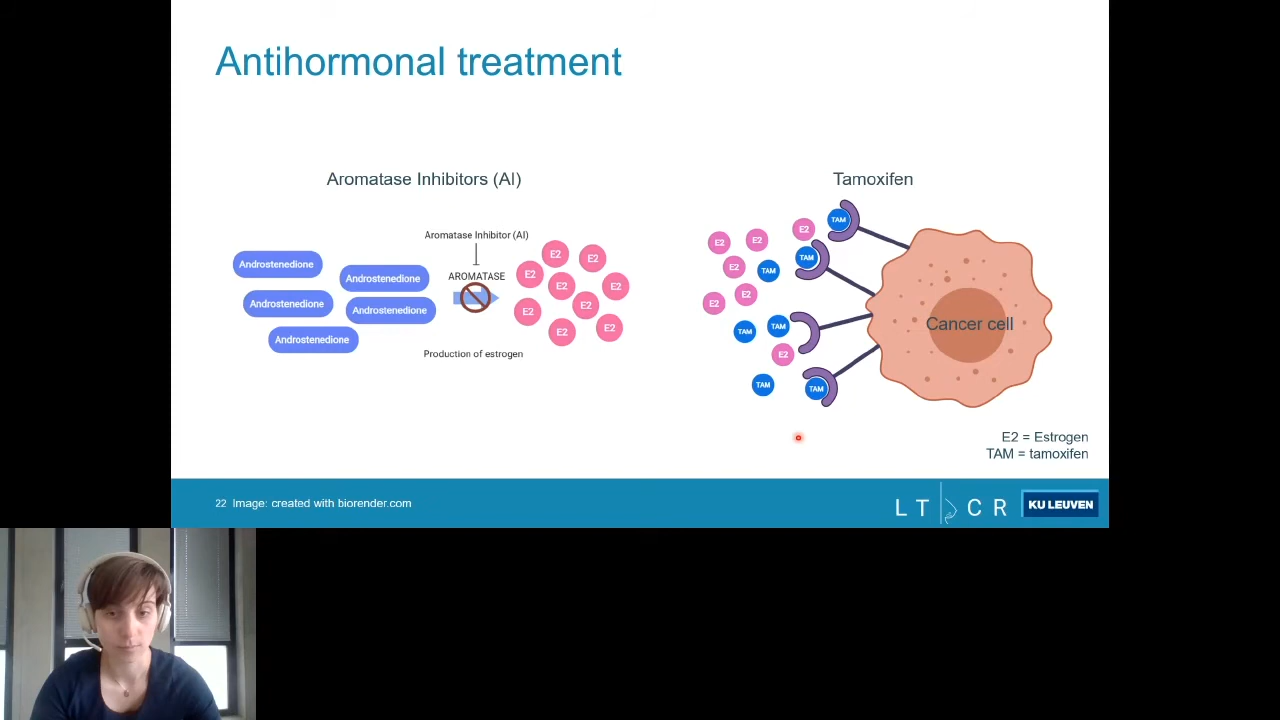 Antihormonal treatment
Aromatase Inhibitors (AI)
Aromatase Inhibitor (AI)
AROMATASE
Androstenedione
Androstenedione
Androstenedione
Androstenedione
Androstenedione
E2
E2
E2
E2
E2
E2
E2
E2
E2
Production of estrogen
Tamoxifen
TAM
E2
E2
E2
TAM
E2
TAM
E2
E2
TAM
TAM
E2
TAM
TAM
Cancer cell
E2 = Estrogen
TAM = tamoxifen
22 Image: created with biorender.com
LT CR
KU LEUVEN